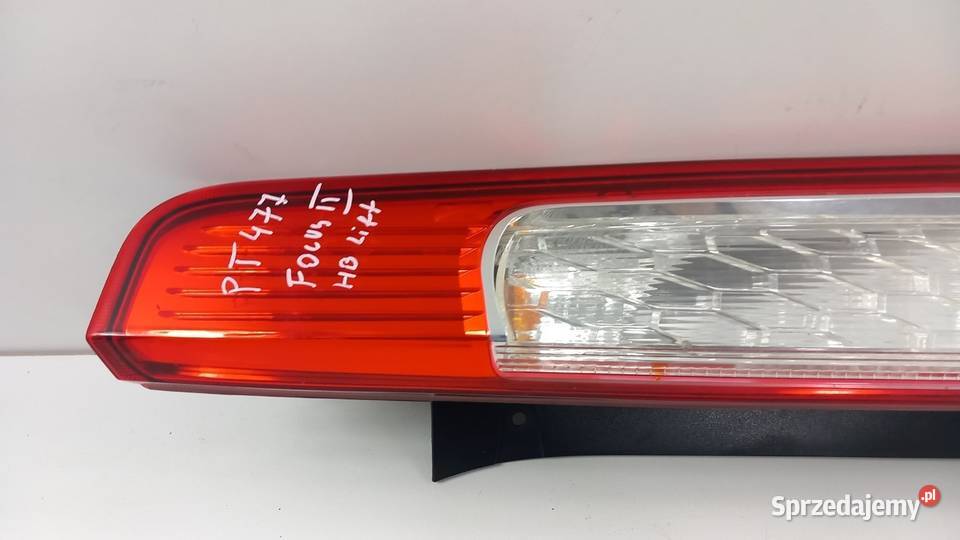 PT 477
FOCUS II
HB Lift
Sprzedajemy.pl